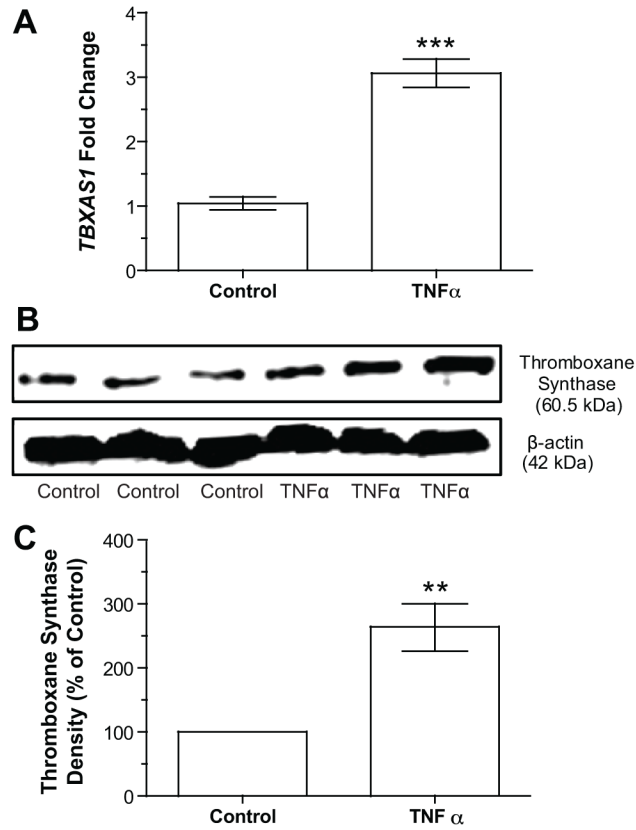 A
TBXAS1 Fold Change
4
3
2
1
0
***
Control
TNFα
B
Thromboxane
Synthase
(60.5 kDa)
β-actin
(42 kDa)
Control Control Control TNFα TNFα TNFα
C
Thromboxane Synthase
Density (% of Control)
400
300
200
100
0
**
Control
TNF α